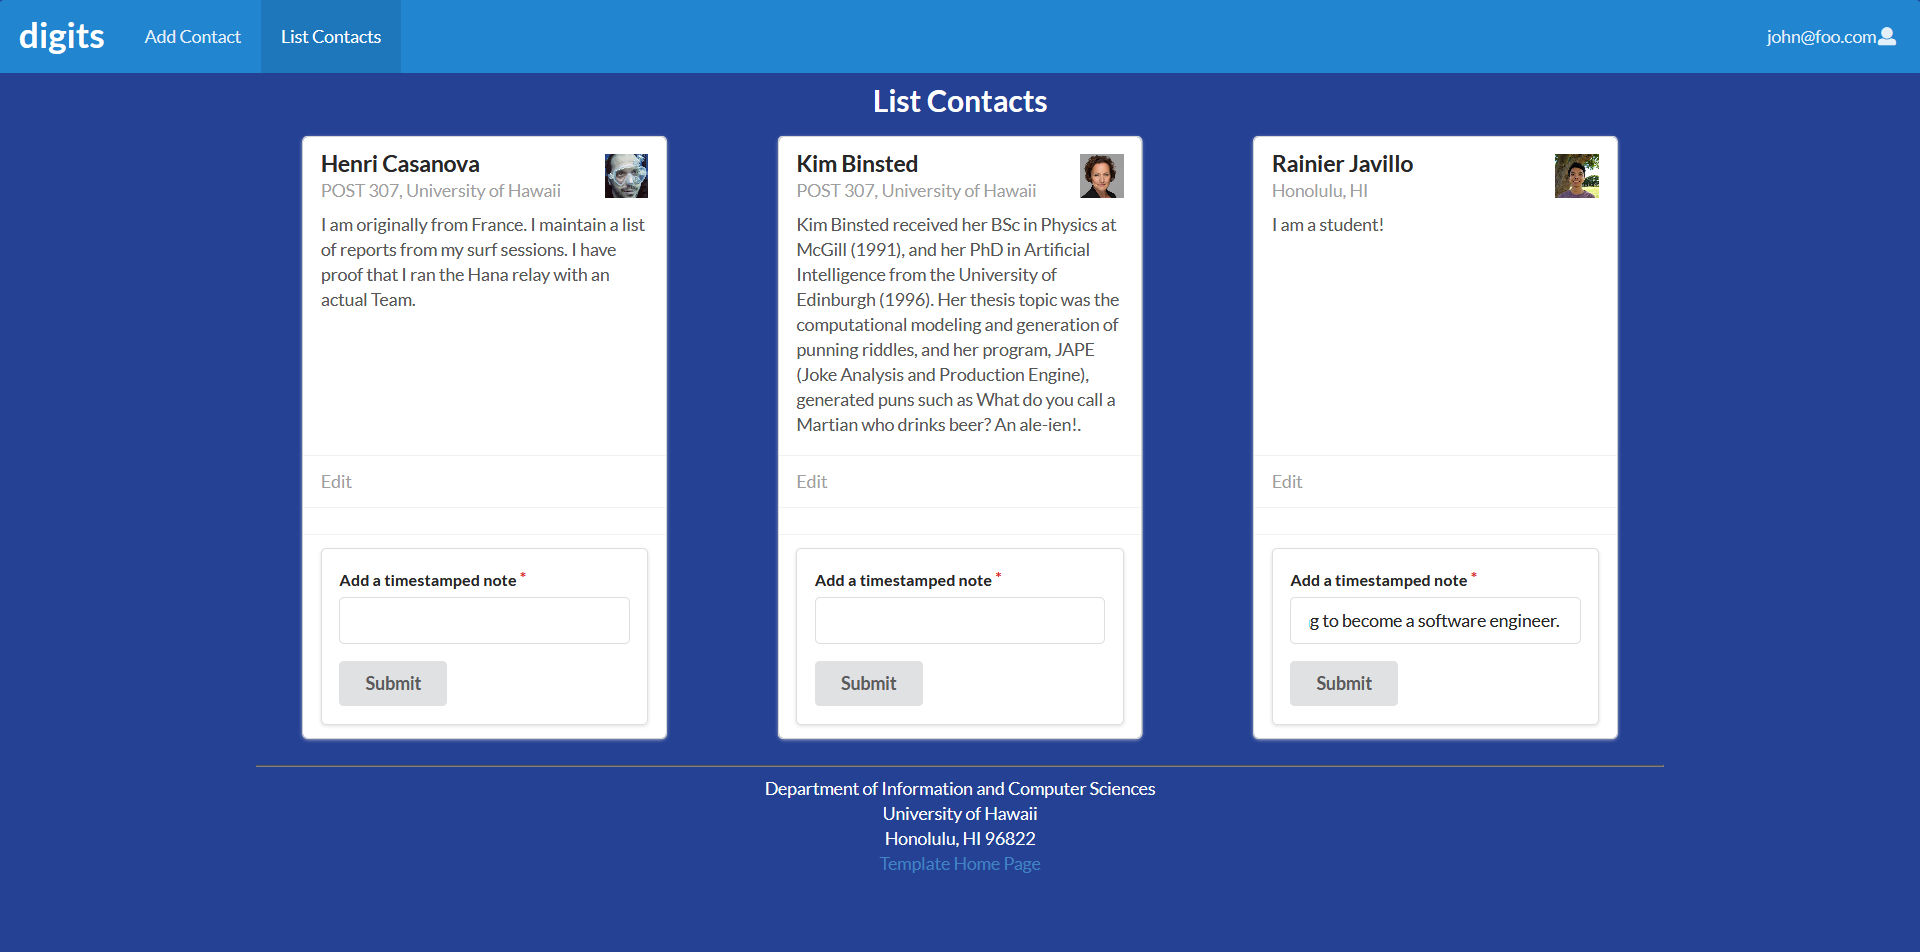 digits
Add Contact
List Contacts
john@foo.com
List Contacts
Henri Casanova
POST 307, University of Hawaii
I am originally from France. I maintain a list
of reports from my surf sessions. I have
proof that I ran the Hana relay with an
actual Team.
Edit
Add a timestamped note *
Submit
Kim Binsted
POST 307, University of Hawaii
Kim Binsted received her BSc in Physics at
McGill (1991), and her PhD in Artificial
Intelligence from the University of
Edinburgh (1996). Her thesis topic was the
computational modeling and generation of
punning riddles, and her program, JAPE
(Joke Analysis and Production Engine),
generated puns such as What do you call a
Martian who drinks beer? An ale-ien!.
Edit
Add a timestamped note *
Submit
Rainier Javillo
Honolulu, HI
I am a student!
Edit
Add a timestamped note *
g to become a software engineer.
Submit
Department of Information and Computer Sciences
University of Hawaii
Honolulu, HI 96822
Template Home Page